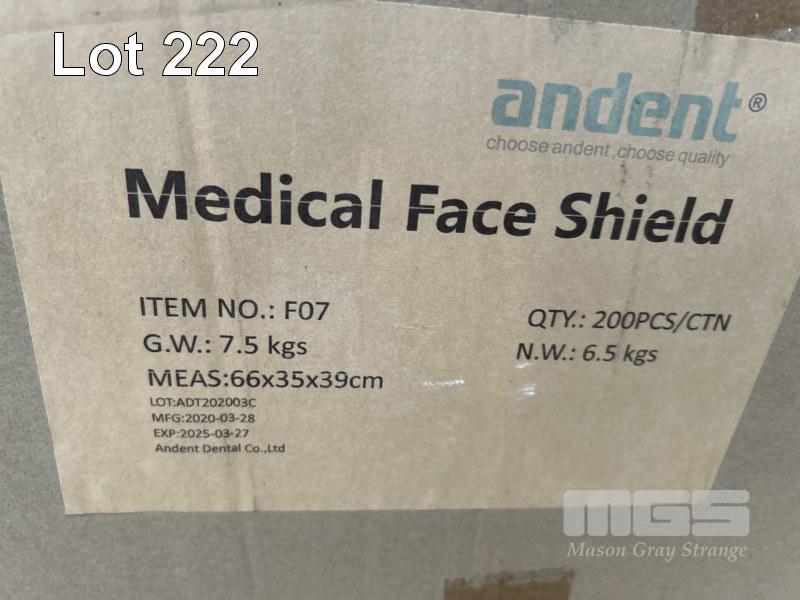 Lot 222
andent®
choose andent ,choose quality
Medical Face Shield
ITEM NO.: F07
QTY.: 200PCS/CTN
G.W.: 7.5 kgs
N.W.: 6.5 kgs
MEAS:66x35x39cm
LOT:ADT202003C
MFG:2020-03-28
EXP:2025-03-27
Andent Dental Co.,Ltd
MGS
Mason Gray Strange